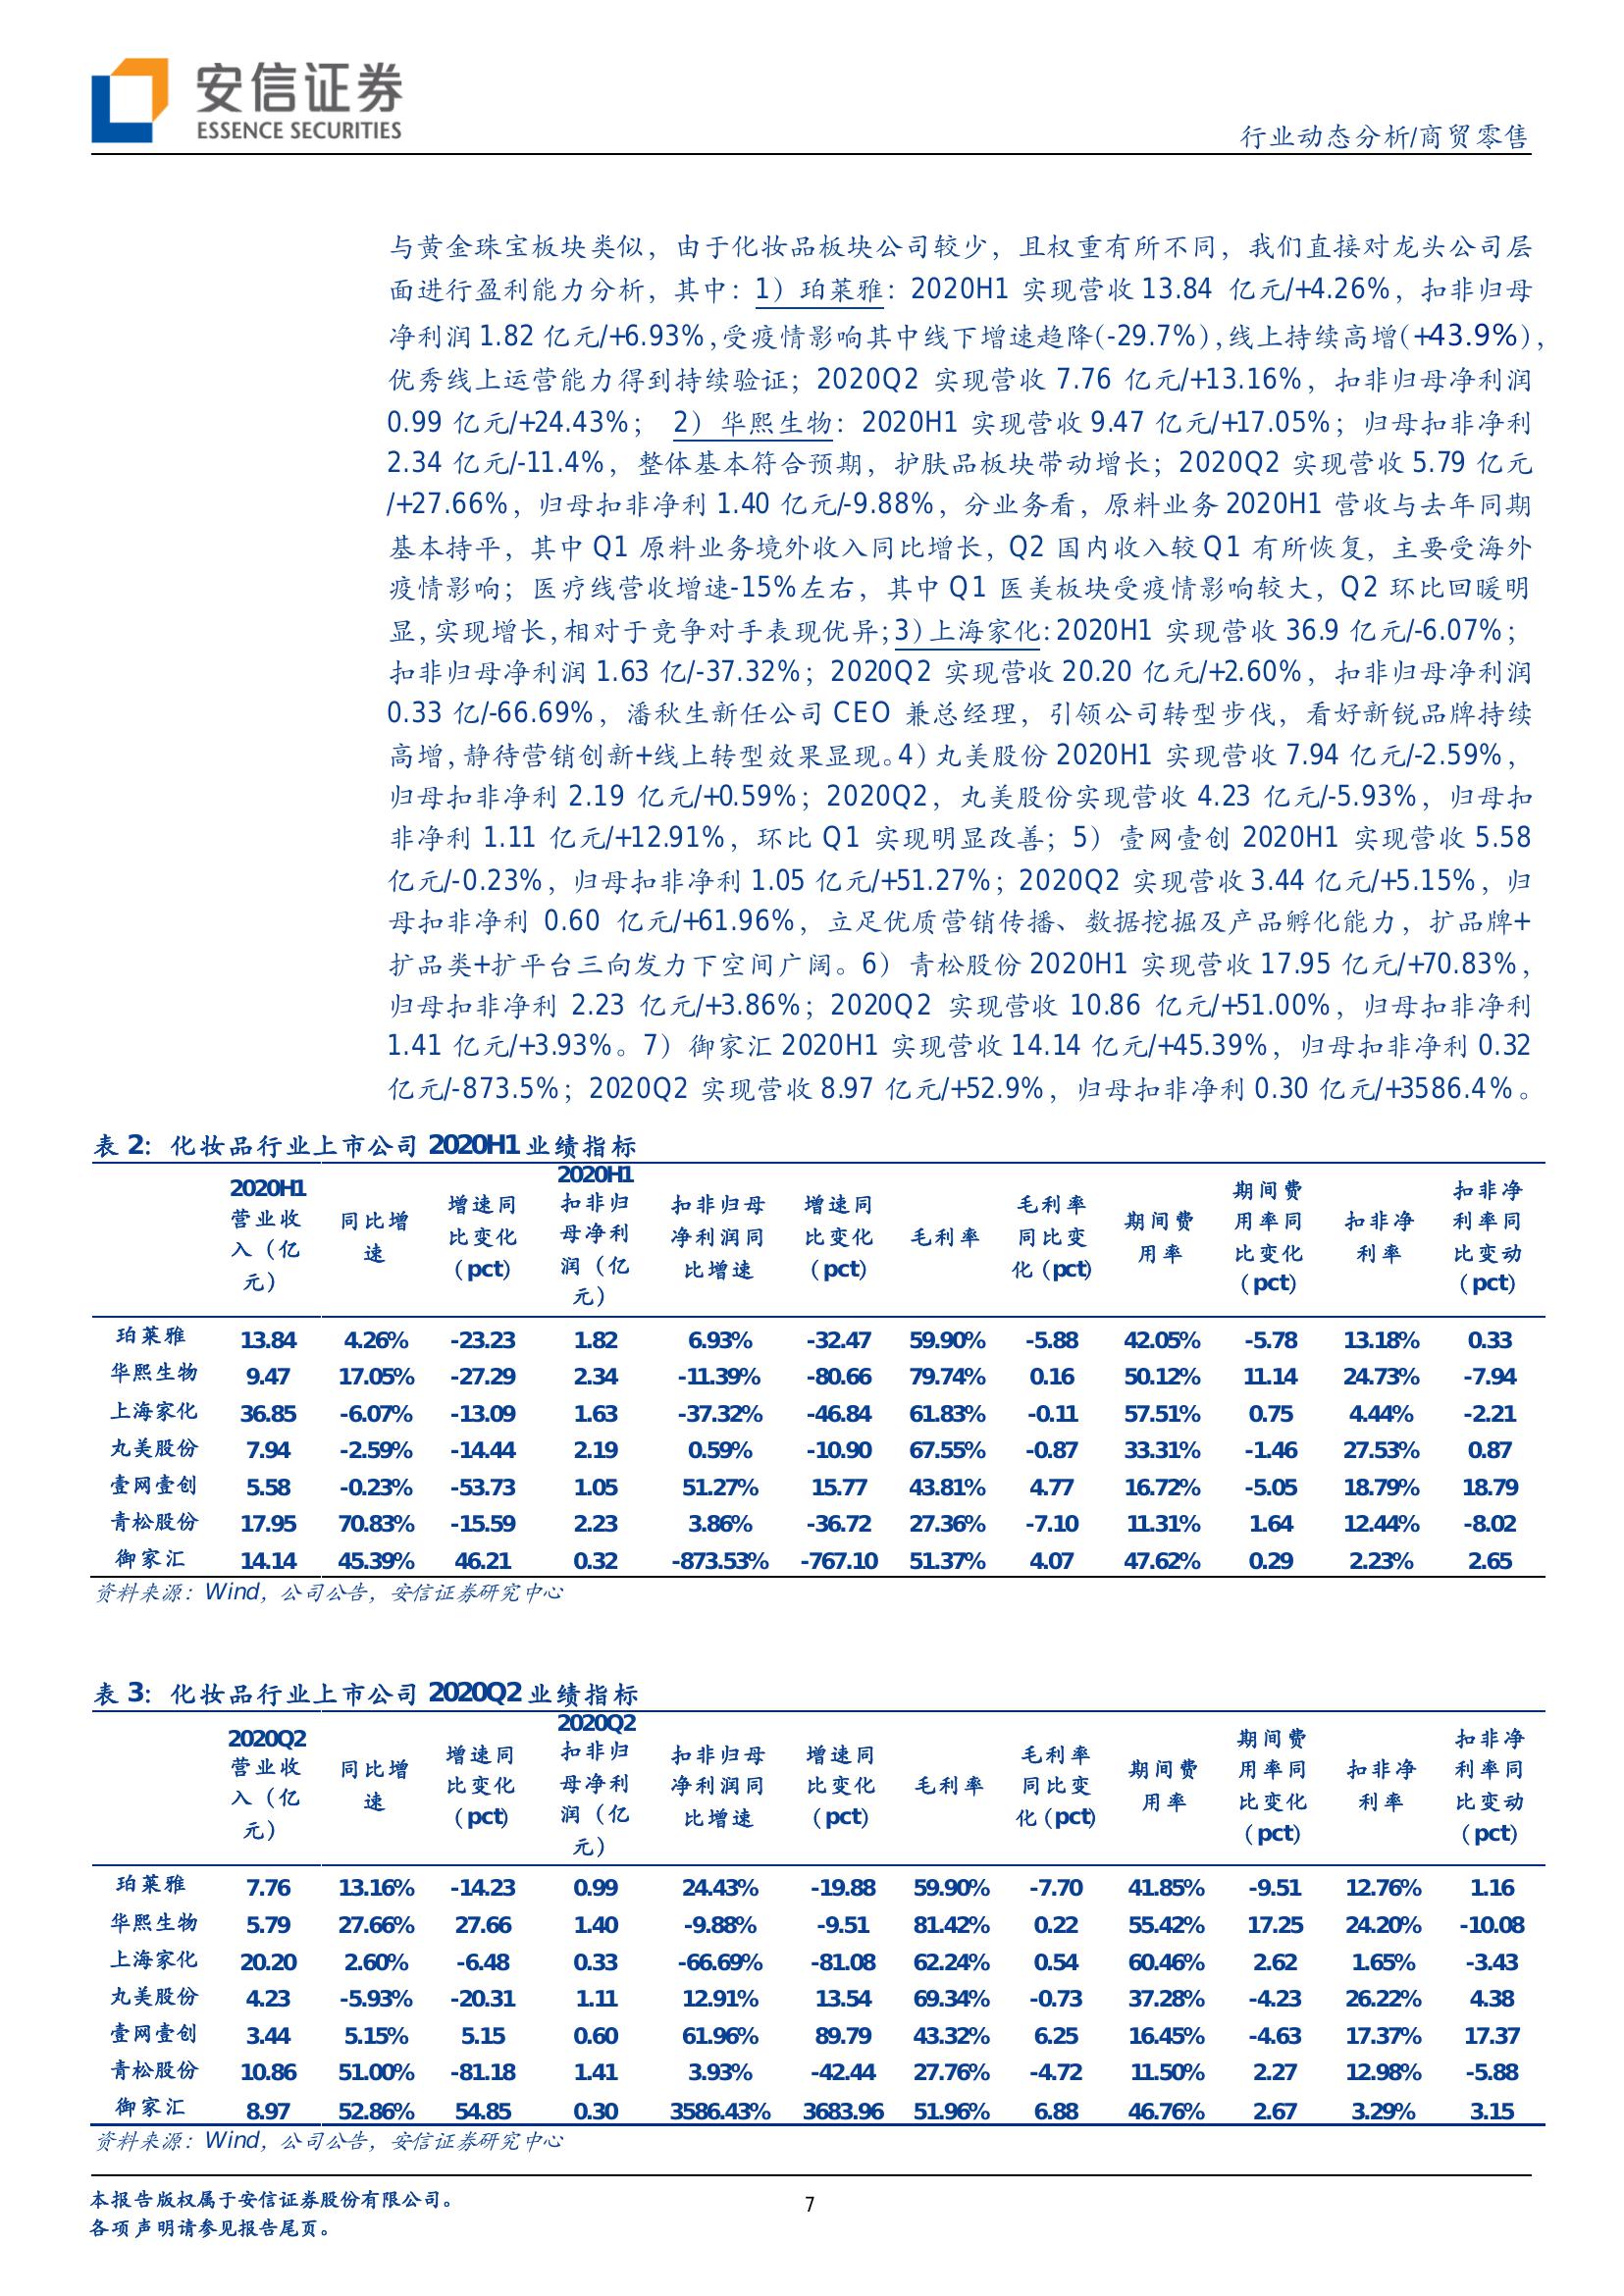 安信证券
ESSENCE SECURITIES
行业动态分析/商贸零售
与黄金珠宝板块类似，由于化妆品板块公司较少，且权重有所不同，我们直接对龙头公司层
面进行盈利能力分析，其中：1）珀莱雅：2020H1 实现营收 13.84 亿元/+4.26%，扣非归母
净利润 1.82 亿元/+6.93%，受疫情影响其中线下增速趋降(-29.7%)，线上持续高增(+43.9%)，
优秀线上运营能力得到持续验证；2020Q2 实现营收 7.76 亿元/+13.16%，扣非归母净利润
0.99 亿元/+24.43%； 2）华熙生物：2020H1 实现营收 9.47 亿元/+17.05%；归母扣非净利
2.34 亿元/-11.4%，整体基本符合预期，护肤品板块带动增长；2020Q2 实现营收 5.79 亿元
/+27.66%，归母扣非净利 1.40 亿元/-9.88%，分业务看，原料业务 2020H1 营收与去年同期
基本持平，其中 Q1 原料业务境外收入同比增长，Q2 国内收入较 Q1 有所恢复，主要受海外
疫情影响；医疗线营收增速-15%左右，其中 Q1 医美板块受疫情影响较大，Q2 环比回暖明
显，实现增长，相对于竞争对手表现优异；3）上海家化：2020H1 实现营收 36.9 亿元/-6.07%；
扣非归母净利润 1.63 亿/-37.32%；2020Q2 实现营收 20.20 亿元/+2.60%，扣非归母净利润
0.33 亿/-66.69%，潘秋生新任公司 CEO 兼总经理，引领公司转型步伐，看好新锐品牌持续
高增，静待营销创新+线上转型效果显现。4）丸美股份 2020H1 实现营收 7.94 亿元/-2.59%，
归母扣非净利 2.19 亿元/+0.59%；2020Q2，丸美股份实现营收 4.23 亿元/-5.93%，归母扣
非净利 1.11 亿元/+12.91%，环比 Q1 实现明显改善；5）壹网壹创 2020H1 实现营收 5.58
亿元/-0.23%，归母扣非净利 1.05 亿元/+51.27%；2020Q2 实现营收 3.44 亿元/+5.15%，归
母扣非净利 0.60 亿元/+61.96%，立足优质营销传播、数据挖掘及产品孵化能力，扩品牌+
扩品类+扩平台三向发力下空间广阔。6）青松股份 2020H1 实现营收 17.95 亿元/+70.83%，
归母扣非净利 2.23 亿元/+3.86%；2020Q2 实现营收 10.86 亿元/+51.00%，归母扣非净利
1.41 亿元/+3.93%。7）御家汇 2020H1 实现营收 14.14 亿元/+45.39%，归母扣非净利 0.32
亿元/-873.5%；2020Q2 实现营收 8.97 亿元/+52.9%，归母扣非净利 0.30 亿元/+3586.4%。
表 2：化妆品行业上市公司 2020H1 业绩指标
2020H1 营业收入（亿元） 同比增速 增速同比变化（pct） 2020H1 扣非归母净利润（亿元） 扣非归母净利润同比增速 增速同比变化（pct） 毛利率 毛利率同比变化（pct） 期间费用率 期间费用率同比变化（pct） 扣非净利率 扣非净利率同比变动（pct）
珀莱雅 13.84 4.26% -23.23 1.82 6.93% -32.47 59.90% -5.88 42.05% -5.78 13.18% 0.33
华熙生物 9.47 17.05% -27.29 2.34 -11.39% -80.66 79.74% 0.16 50.12% 11.14 24.73% -7.94
上海家化 36.85 -6.07% -13.09 1.63 -37.32% -46.84 61.83% -0.11 57.51% 0.75 4.44% -2.21
丸美股份 7.94 -2.59% -14.44 2.19 0.59% -10.90 67.55% -0.87 33.31% -1.46 27.53% 0.87
壹网壹创 5.58 -0.23% -53.73 1.05 51.27% 15.77 43.81% 4.77 16.72% -5.05 18.79% 18.79
青松股份 17.95 70.83% -15.59 2.23 3.86% -36.72 27.36% -7.10 11.31% 1.64 12.44% -8.02
御家汇 14.14 45.39% 46.21 0.32 -873.53% -767.10 51.37% 4.07 47.62% 0.29 2.23% 2.65
资料来源：Wind，公司公告，安信证券研究中心
表 3：化妆品行业上市公司 2020Q2 业绩指标
2020Q2 营业收入（亿元） 同比增速 增速同比变化（pct） 2020Q2 扣非归母净利润（亿元） 扣非归母净利润同比增速 增速同比变化（pct） 毛利率 毛利率同比变化（pct） 期间费用率 期间费用率同比变化（pct） 扣非净利率 扣非净利率同比变动（pct）
珀莱雅 7.76 13.16% -14.23 0.99 24.43% -19.88 59.90% -7.70 41.85% -9.51 12.76% 1.16
华熙生物 5.79 27.66% 27.66 1.40 -9.88% -9.51 81.42% 0.22 55.42% 17.25 24.20% -10.08
上海家化 20.20 2.60% -6.48 0.33 -66.69% -81.08 62.24% 0.54 60.46% 2.62 1.65% -3.43
丸美股份 4.23 -5.93% -20.31 1.11 12.91% 13.54 69.34% -0.73 37.28% -4.23 26.22% 4.38
壹网壹创 3.44 5.15% 5.15 0.60 61.96% 89.79 43.32% 6.25 16.45% -4.63 17.37% 17.37
青松股份 10.86 51.00% -81.18 1.41 3.93% -42.44 27.76% -4.72 11.50% 2.27 12.98% -5.88
御家汇 8.97 52.86% 54.85 0.30 3586.43% 3683.96 51.96% 6.88 46.76% 2.67 3.29% 3.15
资料来源：Wind，公司公告，安信证券研究中心
本报告版权属于安信证券股份有限公司。
7
各项声明请参见报告尾页。